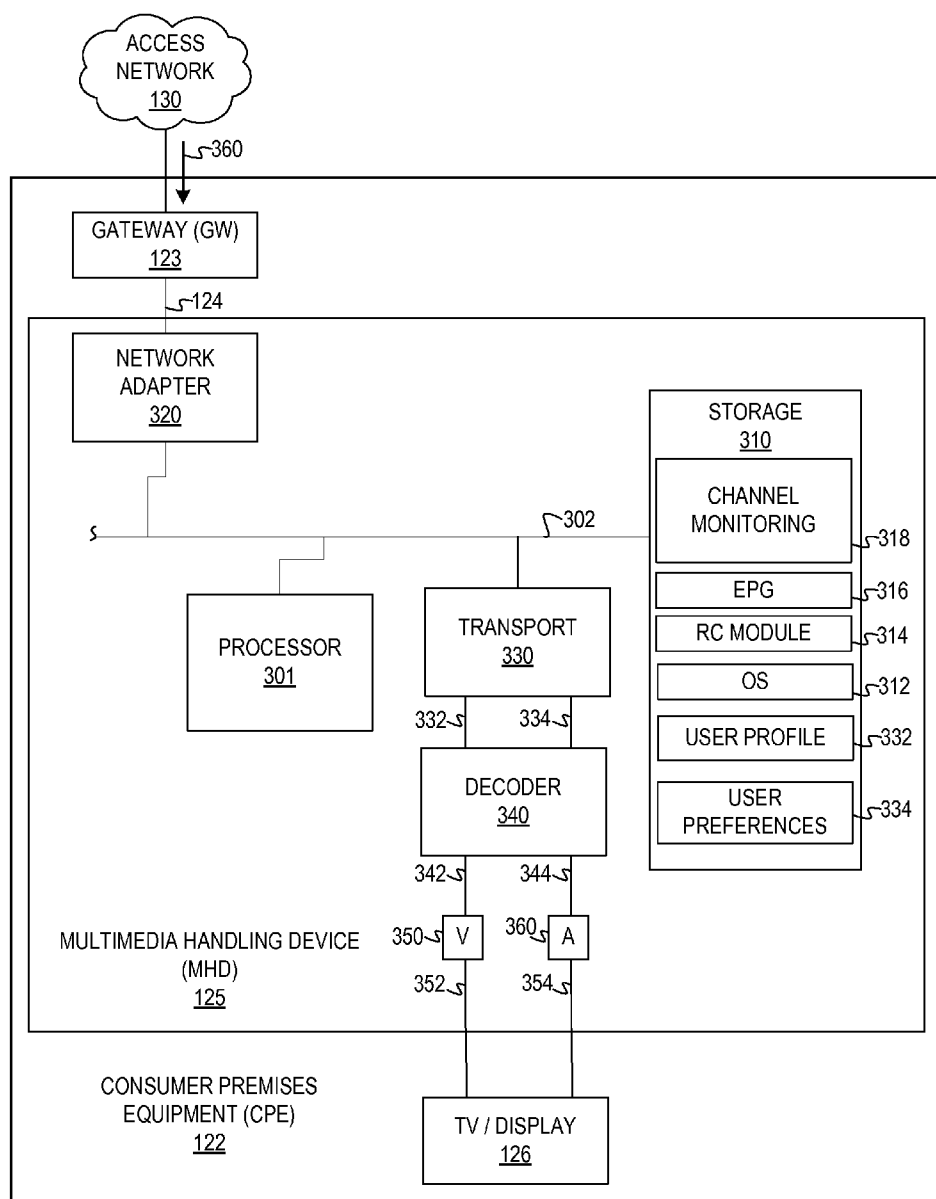 ACCESS
NETWORK
130
360
GATEWAY (GW)
123
124
NETWORK
ADAPTER
320
STORAGE
310
CHANNEL
MONITORING
318
302
EPG
316
RC MODULE
314
OS
312
USER PROFILE
332
USER
PREFERENCES
334
PROCESSOR
301
TRANSPORT
330
332
334
DECODER
340
342
344
350
V
360
A
352
354
MULTIMEDIA HANDLING DEVICE
(MHD)
125
CONSUMER PREMISES
EQUIPMENT (CPE)
122
TV / DISPLAY
126